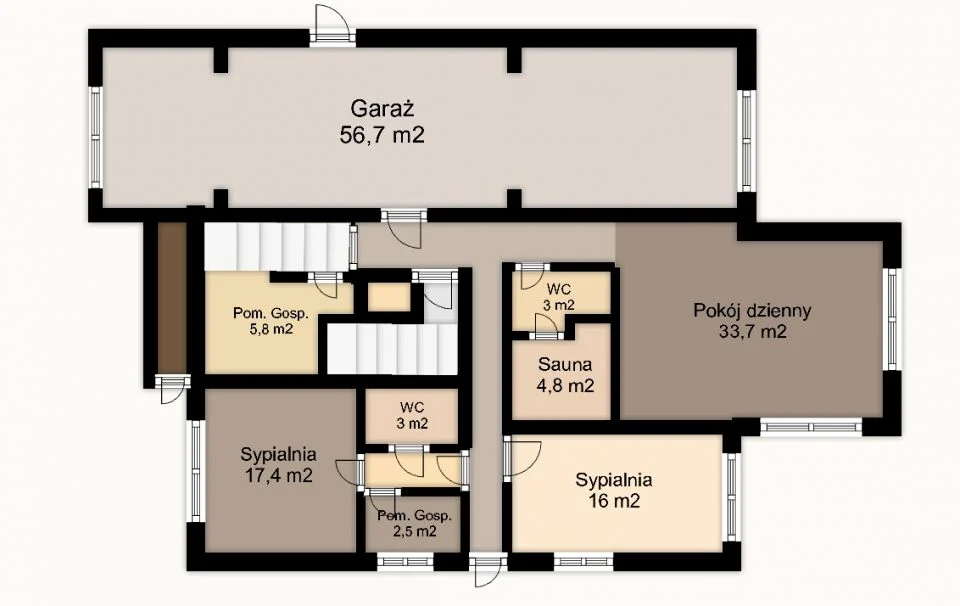 Garaż
56,7 m2
Pom. Gosp.
5,8 m2
WC
3 m2
Pokój dzienny
33,7 m2
Sauna
4,8 m2
WC
3 m2
Sypialnia
17,4 m2
Sypialnia
16 m2
Pom. Gosp.
2,5 m2